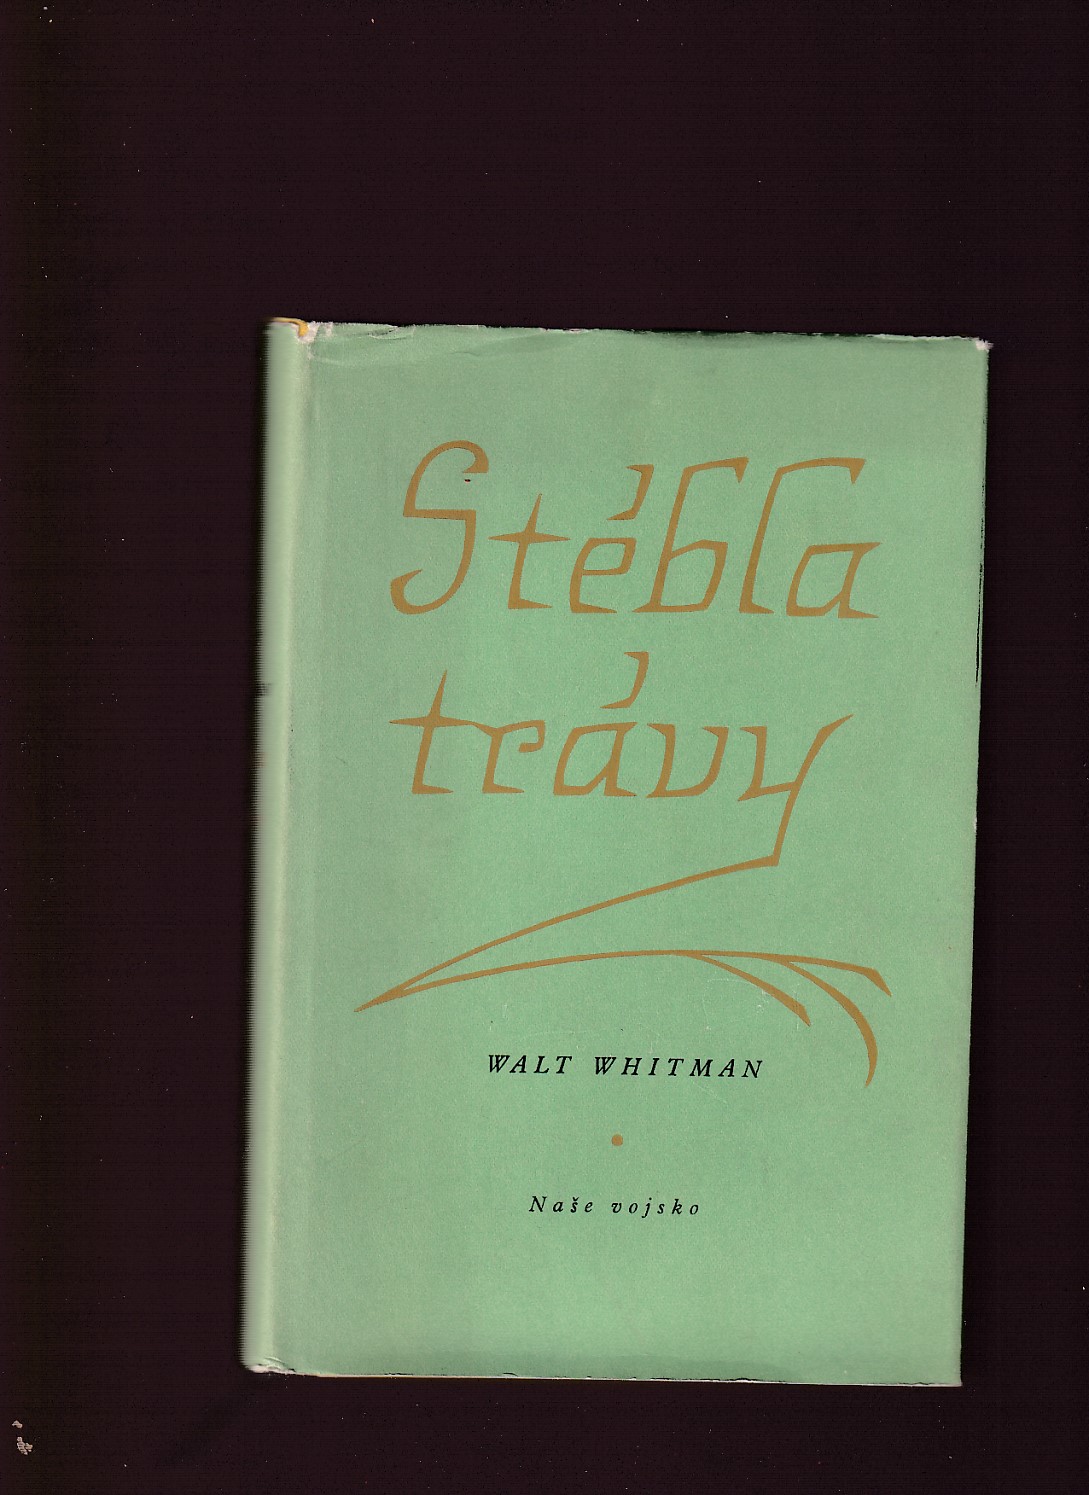 Stébla
trávy
WALT WHITMAN
Naše vojsko